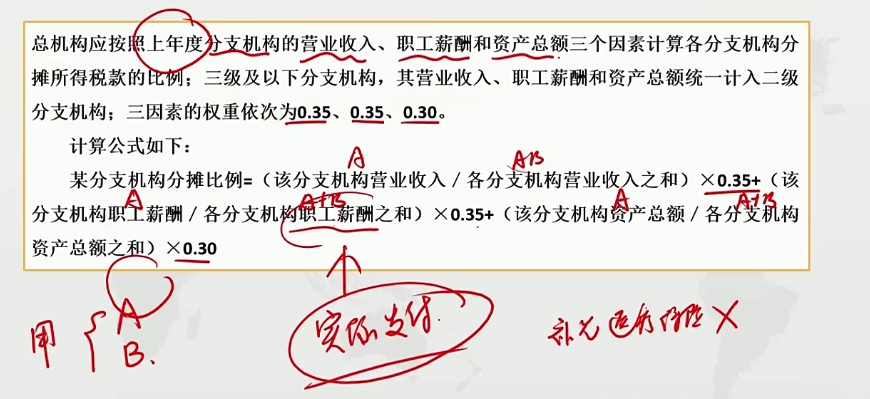 总机构应按照上年度分支机构的营业收入、职工薪酬和资产总额三个因素计算各分支机构分
摊所得税款的比例；三级及以下分支机构，其营业收入、职工薪酬和资产总额统一计入二级
分支机构；三因素的权重依次为0.35、0.35、0.30。
计算公式如下：
A A+B
某分支机构分摊比例=（该分支机构营业收入／各分支机构营业收入之和）×0.35+（该
A A+B A A+B
分支机构职工薪酬／各分支机构职工薪酬之和）×0.35+（该分支机构资产总额／各分支机构
资产总额之和）×0.30
A
B.
实际支付.
补充医疗保险 ×